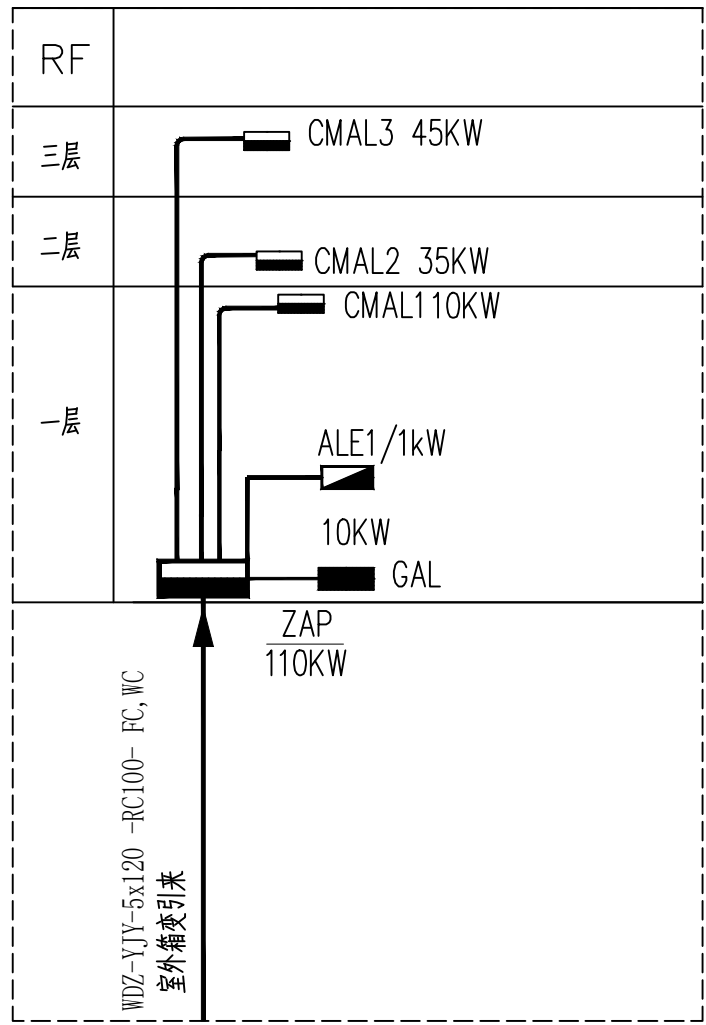 RF
三层
CMAL3 45KW
二层
CMAL2 35KW
CMAL110KW
一层
ALE1/1kW
10KW
GAL
ZAP
110KW
WDZ-YJY-5x120 -RC100- FC,WC
室外箱变引来